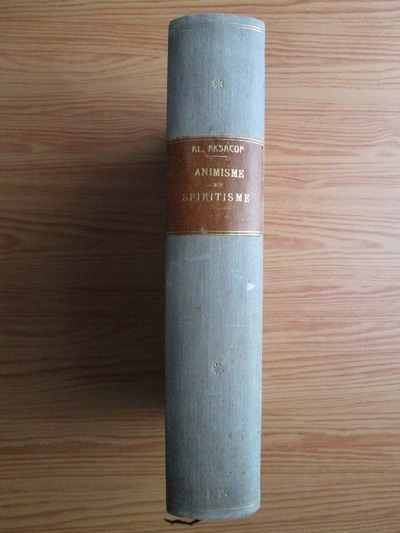 AL. AKSACOF
ANIMISME
ET
SPIRITISME